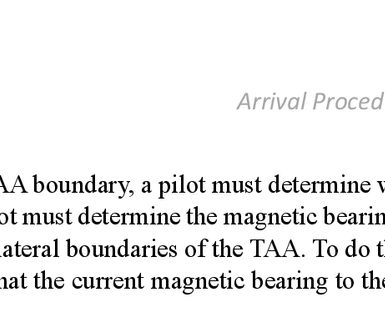 Arrival Proced
AA boundary, a pilot must determine
ot must determine the magnetic bearin
lateral boundaries of the TAA. To do
hat the current magnetic bearing to the